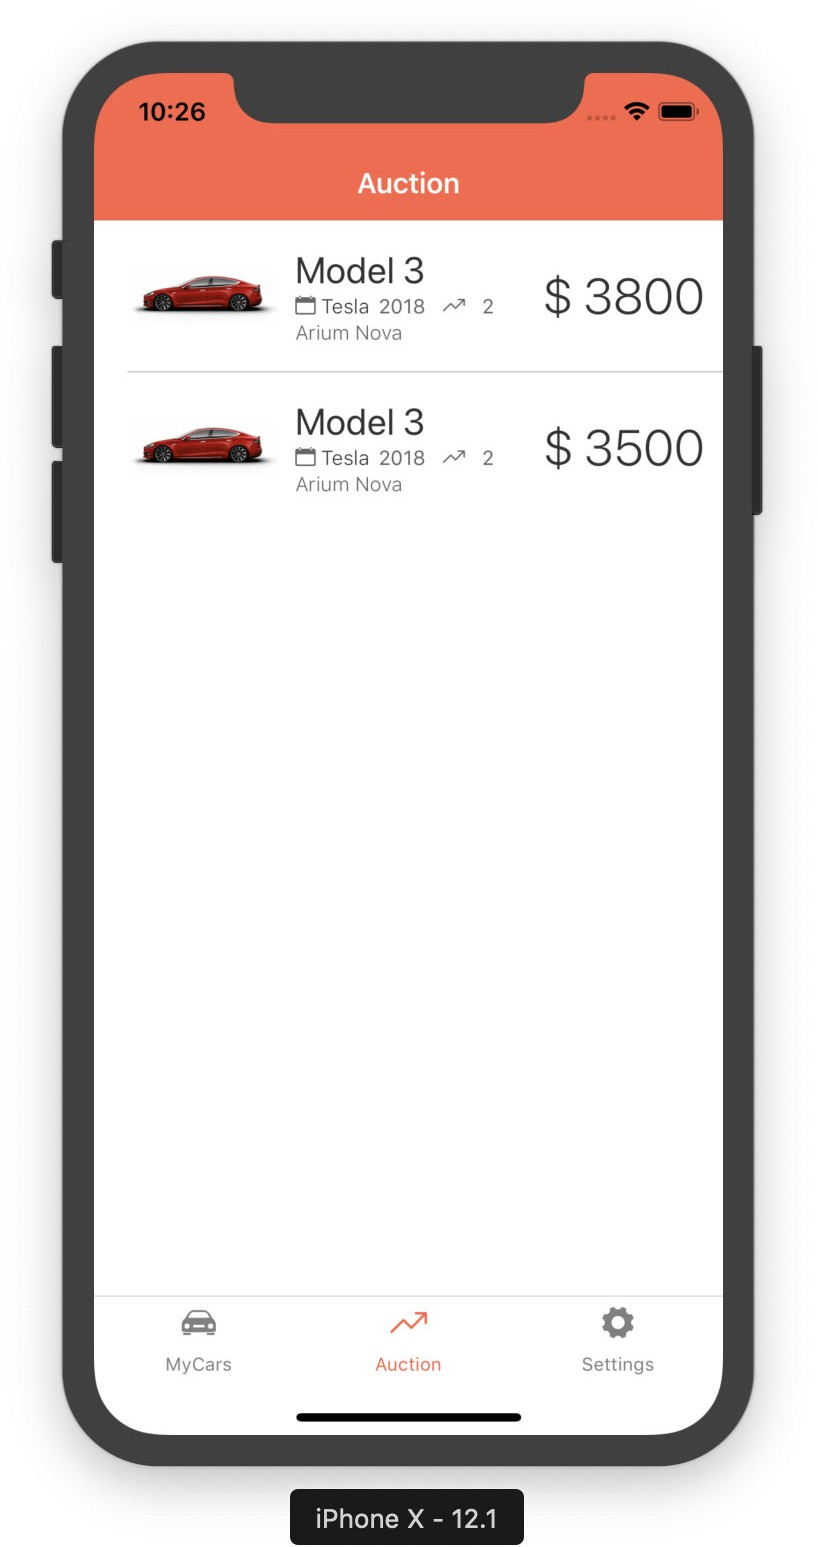 10:26
Auction
Model 3
Tesla 2018 2
Arium Nova
$ 3800
Model 3
Tesla 2018 2
Arium Nova
$ 3500
MyCars Auction Settings
iPhone X - 12.1